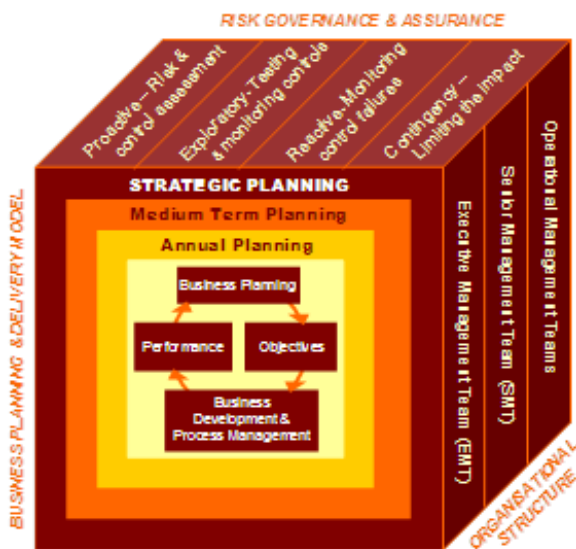 RISK GOVERNANCE & ASSURANCE
Proactive – Risk &
control assessment
Exploratory- Testing
& monitoring controls
Reactive- Monitoring
control failures
Contingency –
Limiting the impact
BUSINESS PLANNING & DELIVERY MODEL
STRATEGIC PLANNING
Medium Term Planning
Annual Planning
Business Planning
Performance
Objectives
Business
Development &
Process Management
Executive Management
Team (EMT)
Senior Management
Team (SMT)
Operational Management
Teams
ORGANISATIONAL
STRUCTURE